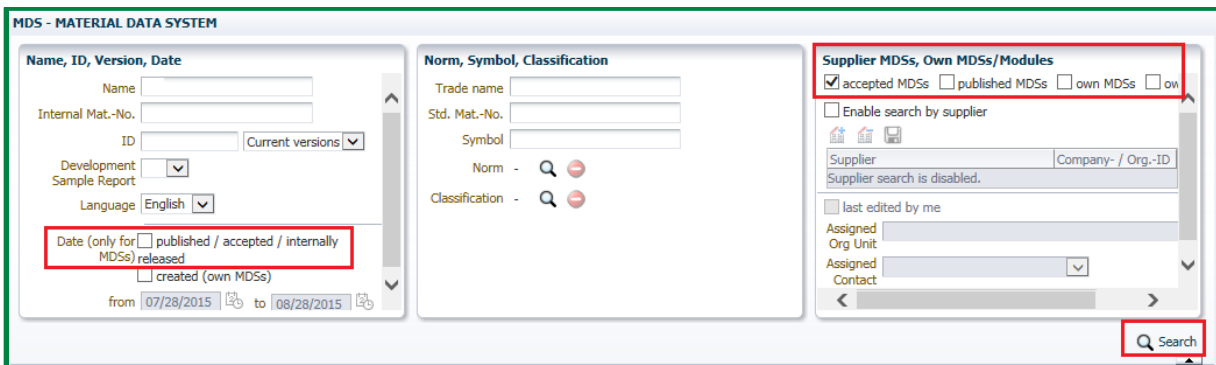 MDS - MATERIAL DATA SYSTEM
Name, ID, Version, Date
Name
Internal Mat.-No.
ID
Current versions
Development
Sample Report
Language
English
Date (only for
MDSs)
published / accepted / internally
released
created (own MDSs)
from 07/28/2015 to 08/28/2015
Norm, Symbol, Classification
Trade name
Std. Mat.-No.
Symbol
Norm -
Classification -
Supplier MDSs, Own MDSs/Modules
accepted MDSs published MDSs own MDSs ow
Enable search by supplier
Supplier Company- / Org.-ID
Supplier search is disabled.
last edited by me
Assigned
Org Unit
Assigned
Contact
Search